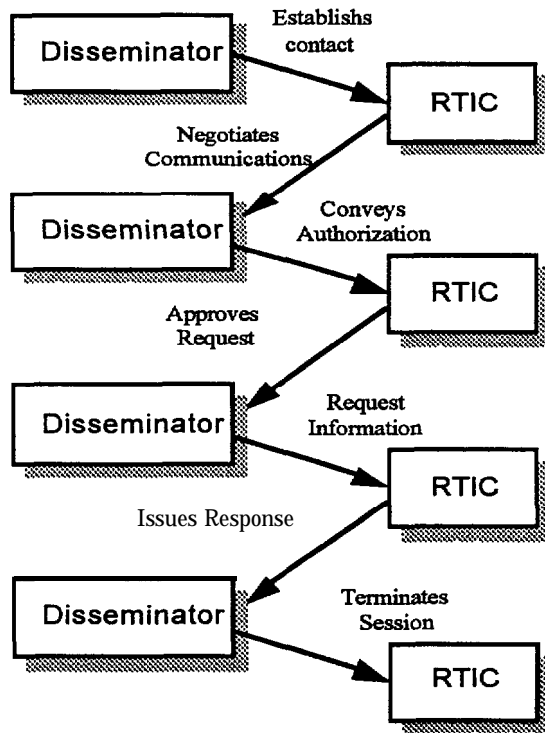 Establishs
contact
Disseminator
RTIC
Negotiates
Communications
Disseminator
Conveys
Authorization
RTIC
Approves
Request
Disseminator
Request
Information
RTIC
Issues Response
Disseminator
Terminates
Session
RTIC